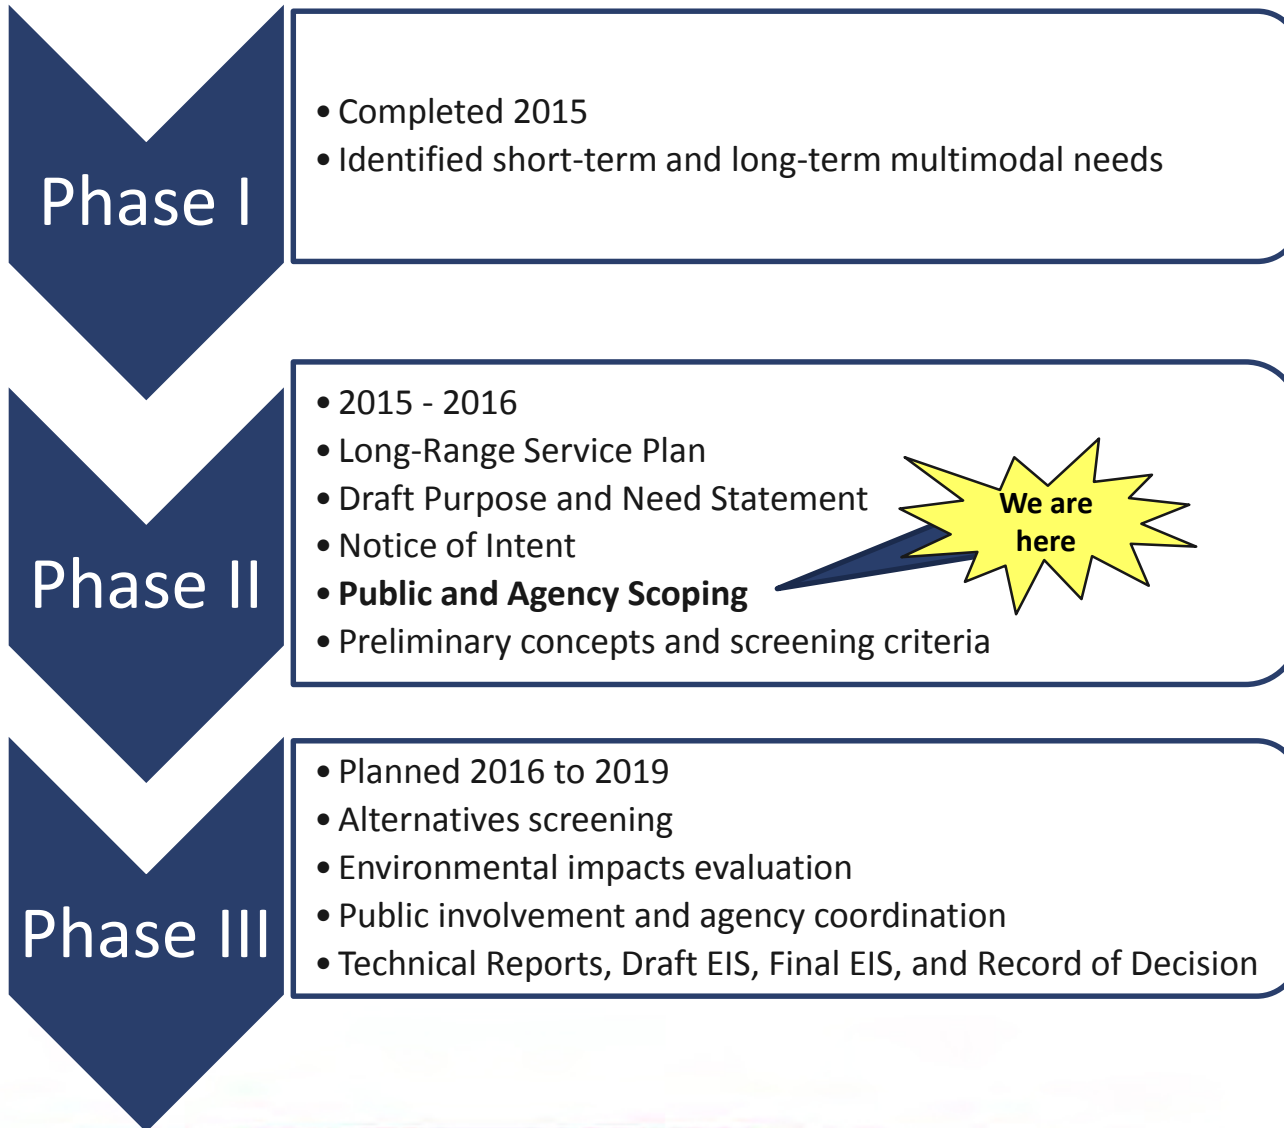 Phase I
• Completed 2015
• Identified short-term and long-term multimodal needs
Phase II
• 2015 - 2016
• Long-Range Service Plan
• Draft Purpose and Need Statement
• Notice of Intent
• Public and Agency Scoping
• Preliminary concepts and screening criteria
We are
here
Phase III
• Planned 2016 to 2019
• Alternatives screening
• Environmental impacts evaluation
• Public involvement and agency coordination
• Technical Reports, Draft EIS, Final EIS, and Record of Decision